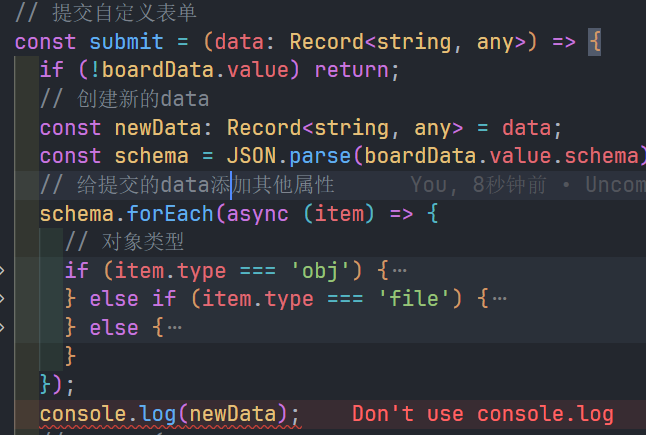 // 提交自定义表单
const submit = (data: Record<string, any>) => {
if (!boardData.value) return;
// 创建新的data
const newData: Record<string, any> = data;
const schema = JSON.parse(boardData.value.schema)
// 给提交的data添加其他属性 You, 8秒钟前 • Uncom
schema.forEach(async (item) => {
// 对象类型
if (item.type === 'obj') {⋯
} else if (item.type === 'file') {⋯
} else {⋯
}
});
console.log(newData); Don't use console.log